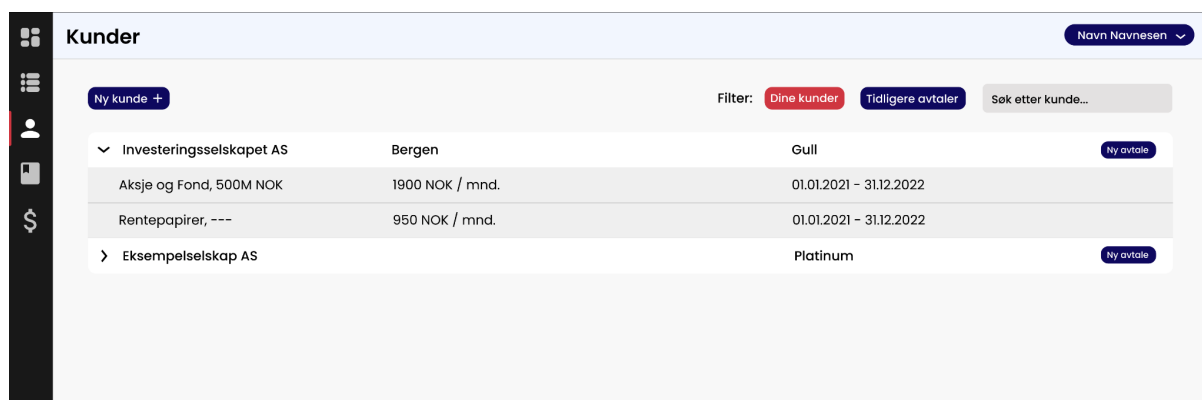 Kunder
Navn Navnesen
Ny kunde +
Filter: Dine kunder Tidligere avtaler Søk etter kunde...
Investeringsselskapet AS Bergen Gull Ny avtale
Aksje og Fond, 500M NOK 1900 NOK / mnd. 01.01.2021 - 31.12.2022
Rentepapirer, --- 950 NOK / mnd. 01.01.2021 - 31.12.2022
Eksempelselskap AS Platinum Ny avtale